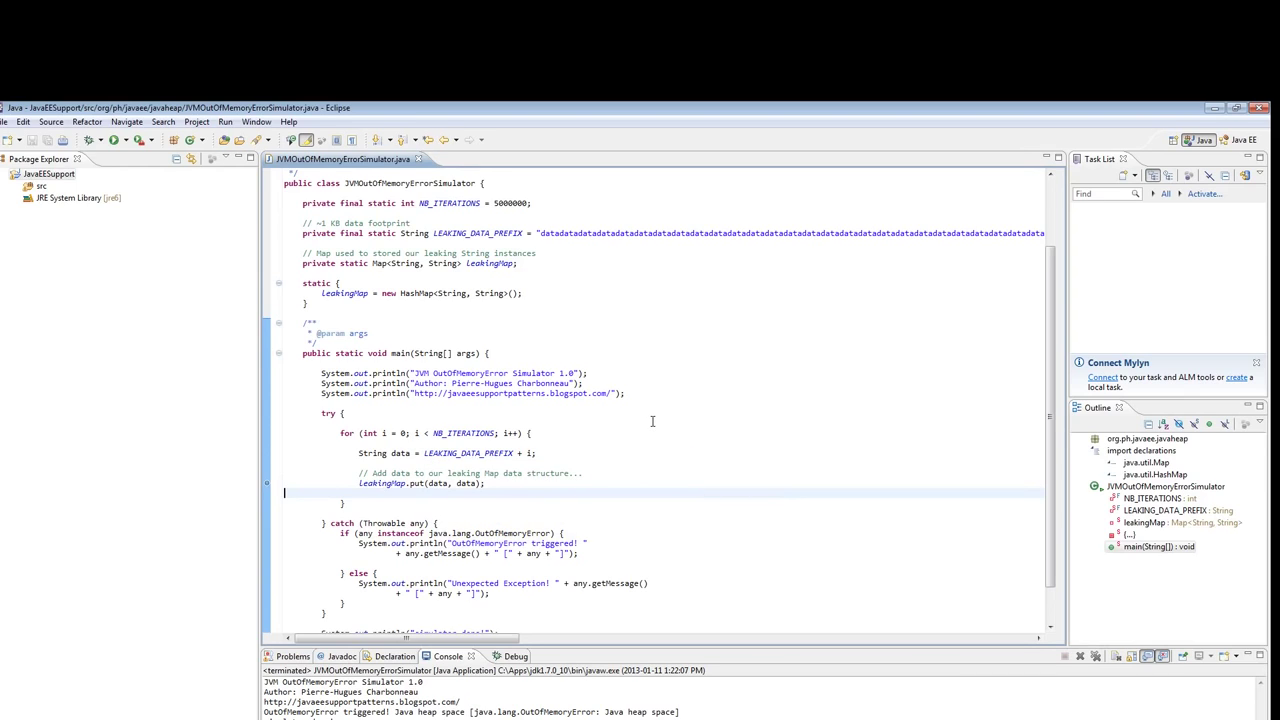 Java - JavaEESupport/src/org/ph/javaee/javaheap/JVMOutOfMemoryErrorSimulator.java - Eclipse
Edit Source Refactor Navigate Search Project Run Window Help
Java Java EE
Package Explorer
JavaEESupport
src
JRE System Library [jre6]
JVMOutOfMemoryErrorSimulator.java
*/
public class JVMOutOfMemoryErrorSimulator {
private final static int NB_ITERATIONS = 5000000;
// ~1 KB data footprint
private final static String LEAKING_DATA_PREFIX = "datadatadatadatadatadatadatadatadatadatadatadatadatadatadatadatadatadatadatadatadatadatadatadatadatadatadata
// Map used to stored our leaking String instances
private static Map<String, String> leakingMap;
static {
leakingMap = new HashMap<String, String>();
}
/**
* @param args
*/
public static void main(String[] args) {
System.out.println("JVM OutOfMemoryError Simulator 1.0");
System.out.println("Author: Pierre-Hugues Charbonneau");
System.out.println("http://javaeesupportpatterns.blogspot.com/");
try {
for (int i = 0; i < NB_ITERATIONS; i++) {
String data = LEAKING_DATA_PREFIX + i;
// Add data to our leaking Map data structure...
leakingMap.put(data, data);
}
} catch (Throwable any) {
if (any instanceof java.lang.OutOfMemoryError) {
System.out.println("OutOfMemoryError triggered! "
+ any.getMessage() + " [" + any + "]");
} else {
System.out.println("Unexpected Exception! " + any.getMessage()
+ " [" + any + "]");
}
}
System.out.println("simulator done!");
Task List
Find All Activate...
Connect Mylyn
Connect to your task and ALM tools or create a
local task.
Outline
org.ph.javaee.javaheap
import declarations
java.util.Map
java.util.HashMap
JVMOutOfMemoryErrorSimulator
NB_ITERATIONS : int
LEAKING_DATA_PREFIX : String
leakingMap : Map<String, String>
{...}
main(String[]) : void
Problems Javadoc Declaration Console Debug
<terminated> JVMOutOfMemoryErrorSimulator [Java Application] C:\Apps\jdk1.7.0_10\bin\javaw.exe (2013-01-11 1:22:07 PM)
JVM OutOfMemoryError Simulator 1.0
Author: Pierre-Hugues Charbonneau
http://javaeesupportpatterns.blogspot.com/
OutOfMemoryError triggered! Java heap space [java.lang.OutOfMemoryError: Java heap space]